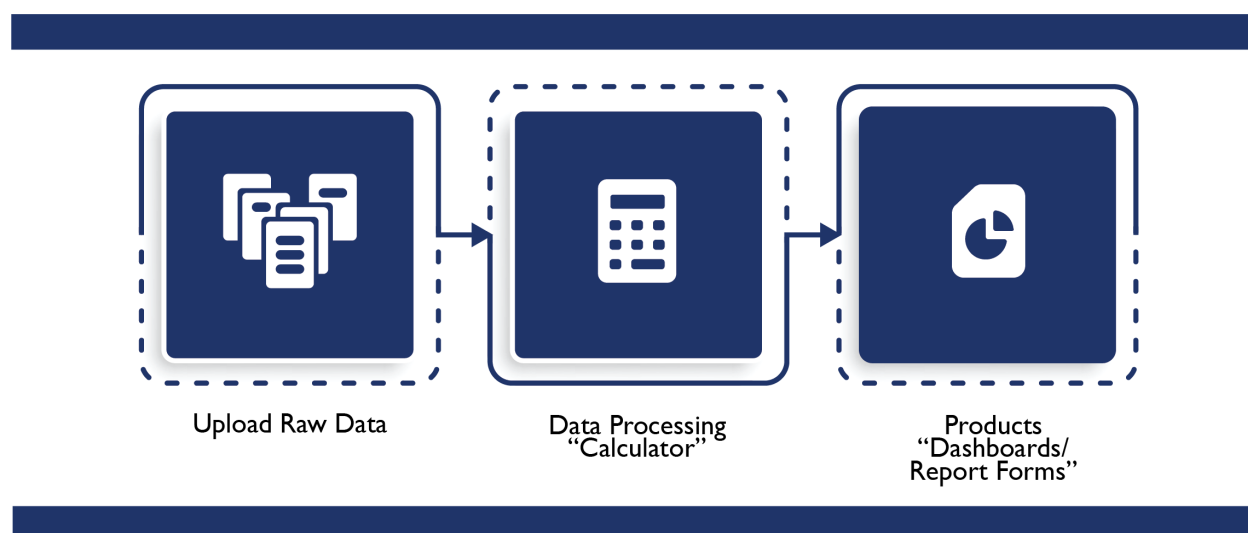 Upload Raw Data
Data Processing
“Calculator”
Products
“Dashboards/
Report Forms”